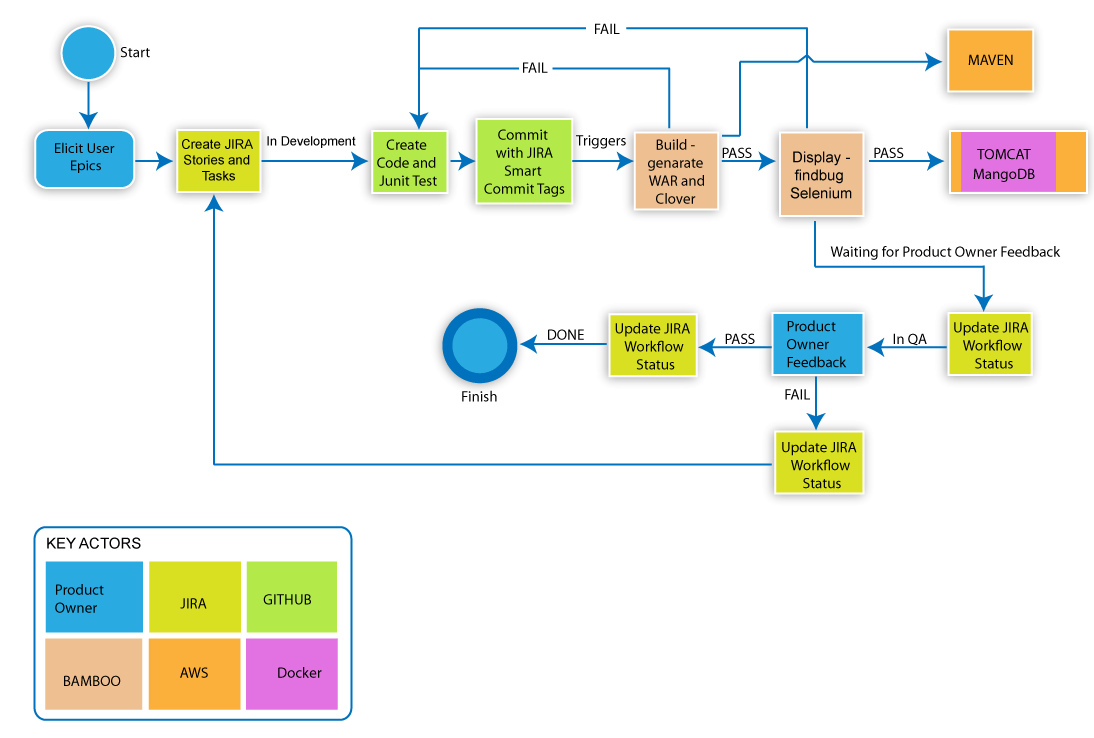 FAIL
Start
FAIL
MAVEN
Elicit User
Epics
Create JIRA
Stories and
Tasks
In Development
Create
Code and
Junit Test
Commit
with JIRA
Smart
Commit Tags
Triggers
Build -
genarate
WAR and
Clover
PASS
Display -
findbug
Selenium
PASS
TOMCAT
MangoDB
Waiting for Product Owner Feedback
Finish
DONE
Update JIRA
Workflow
Status
PASS
Product
Owner
Feedback
In QA
Update JIRA
Workflow
Status
FAIL
Update JIRA
Workflow
Status
KEY ACTORS
Product
Owner
JIRA
GITHUB
BAMBOO
AWS
Docker